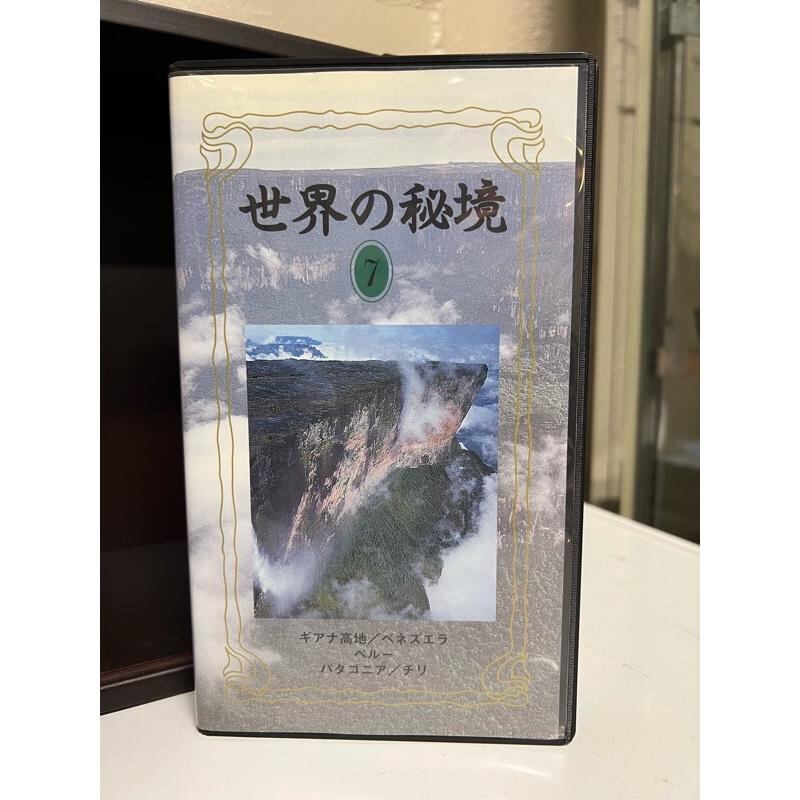 世界の秘境
7
ギアナ高地／ベネズエラ
ペルー
パタゴニア／チリ